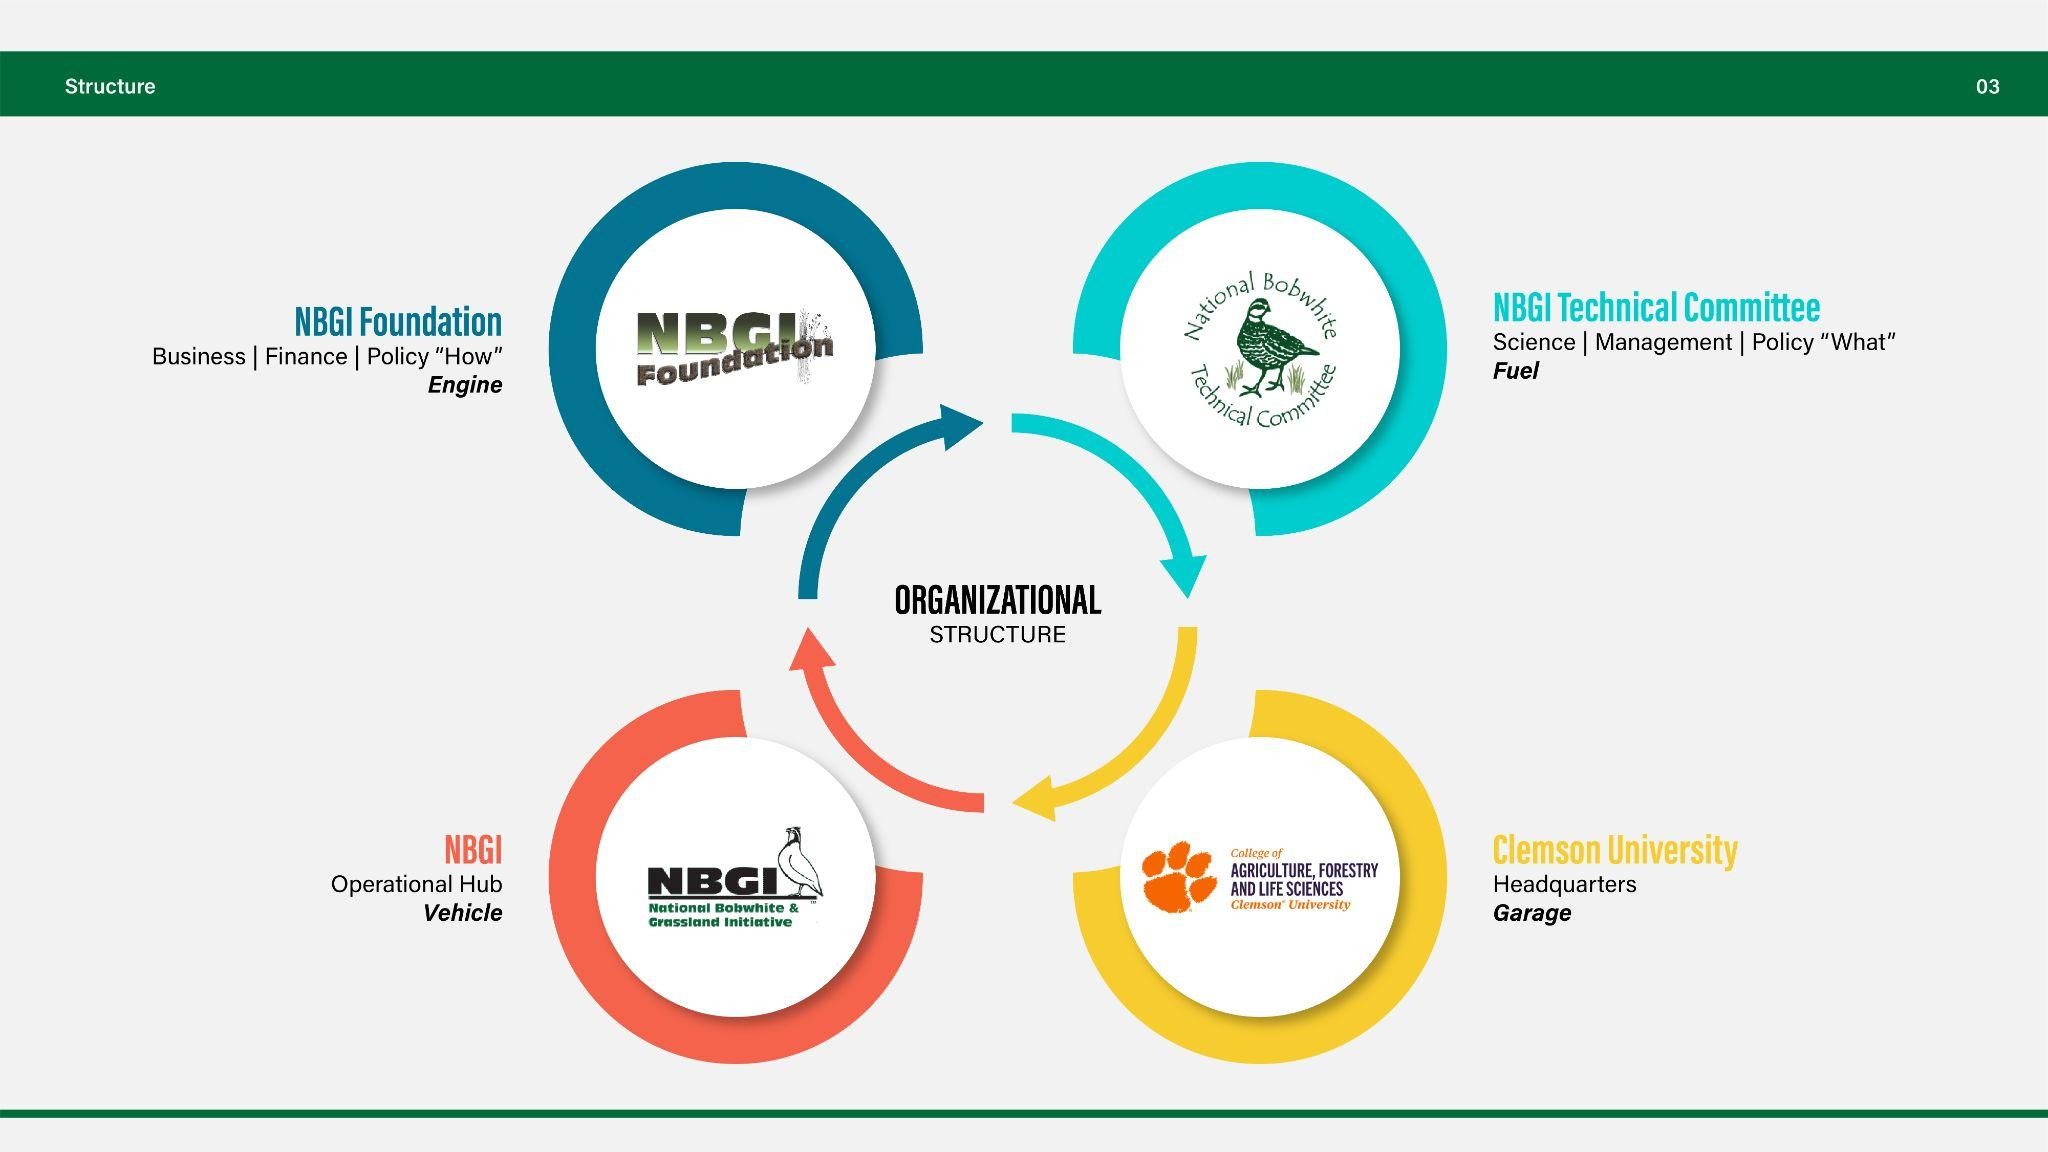 Structure
03
NBGI Foundation
Business | Finance | Policy “How”
Engine
NBGI
Foundation
National Bobwhite
Technical Committee
NBGI Technical Committee
Science | Management | Policy “What”
Fuel
ORGANIZATIONAL
STRUCTURE
NBGI
Operational Hub
Vehicle
NBGI
™
National Bobwhite &
Grassland Initiative
College of
AGRICULTURE, FORESTRY
AND LIFE SCIENCES
Clemson® University
Clemson University
Headquarters
Garage